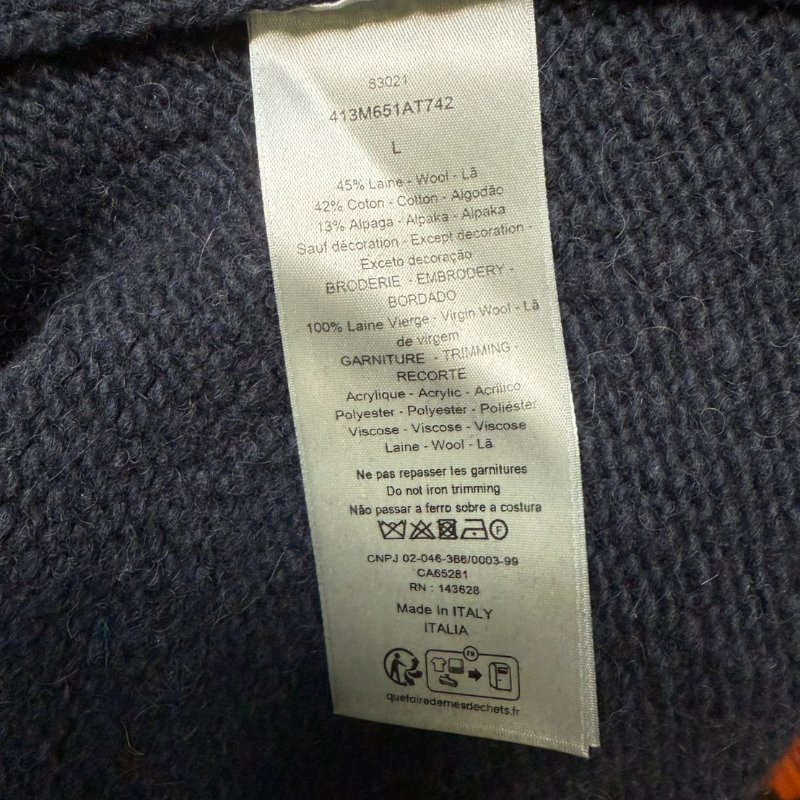 83021
413M651AT742
L
45% Laine - Wool - Lã
42% Coton - Cotton - Algodão
13% Alpaga - Alpaka - Alpaka
Sauf décoration - Except decoration -
Exceto decoração
BRODERIE - EMBRODERY -
BORDADO
100% Laine Vierge - Virgin Wool - Lã
de virgem
GARNITURE - TRIMMING -
RECORTE
Acrylique - Acrylic - Acrílico
Polyester - Polyester - Poliéster
Viscose - Viscose - Viscose
Laine - Wool - Lã
Ne pas repasser les garnitures
Do not iron trimming
Não passar a ferro sobre a costura
F
CNPJ 02-046-386/0003-99
CA65281
RN : 143628
Made In ITALY
ITALIA
FR
quefairedemesdechets.fr